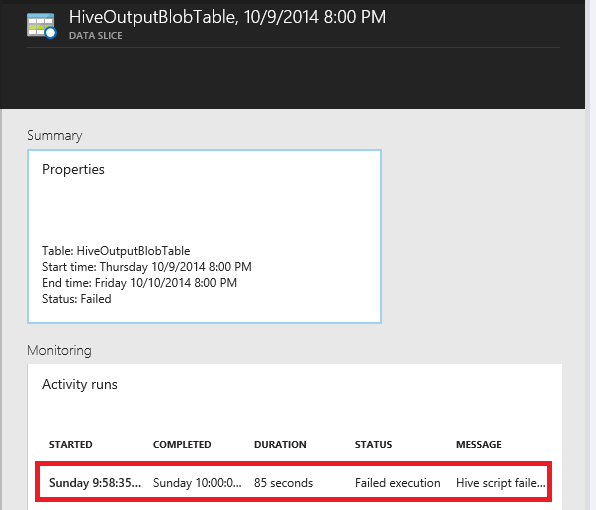 HiveOutputBlobTable, 10/9/2014 8:00 PM
DATA SLICE
Summary
Properties
Table: HiveOutputBlobTable
Start time: Thursday 10/9/2014 8:00 PM
End time: Friday 10/10/2014 8:00 PM
Status: Failed
Monitoring
Activity runs
STARTED COMPLETED DURATION STATUS MESSAGE
Sunday 9:58:35... Sunday 10:00:0... 85 seconds Failed execution Hive script faile...